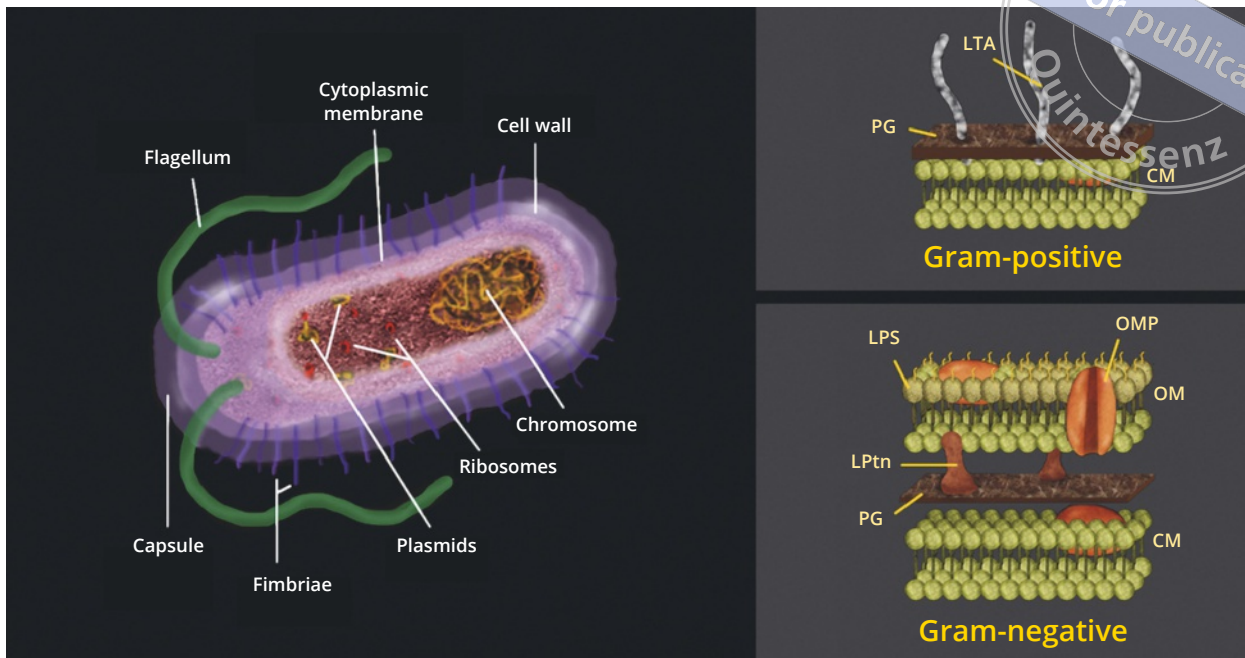 Cytoplasmic
membrane
Cell wall
Flagellum
Chromosome
Ribosomes
Plasmids
Capsule
Fimbriae
LTA
PG
CM
Gram-positive
LPS
OMP
OM
LPtn
PG
CM
Gram-negative
publica
Quintessenz